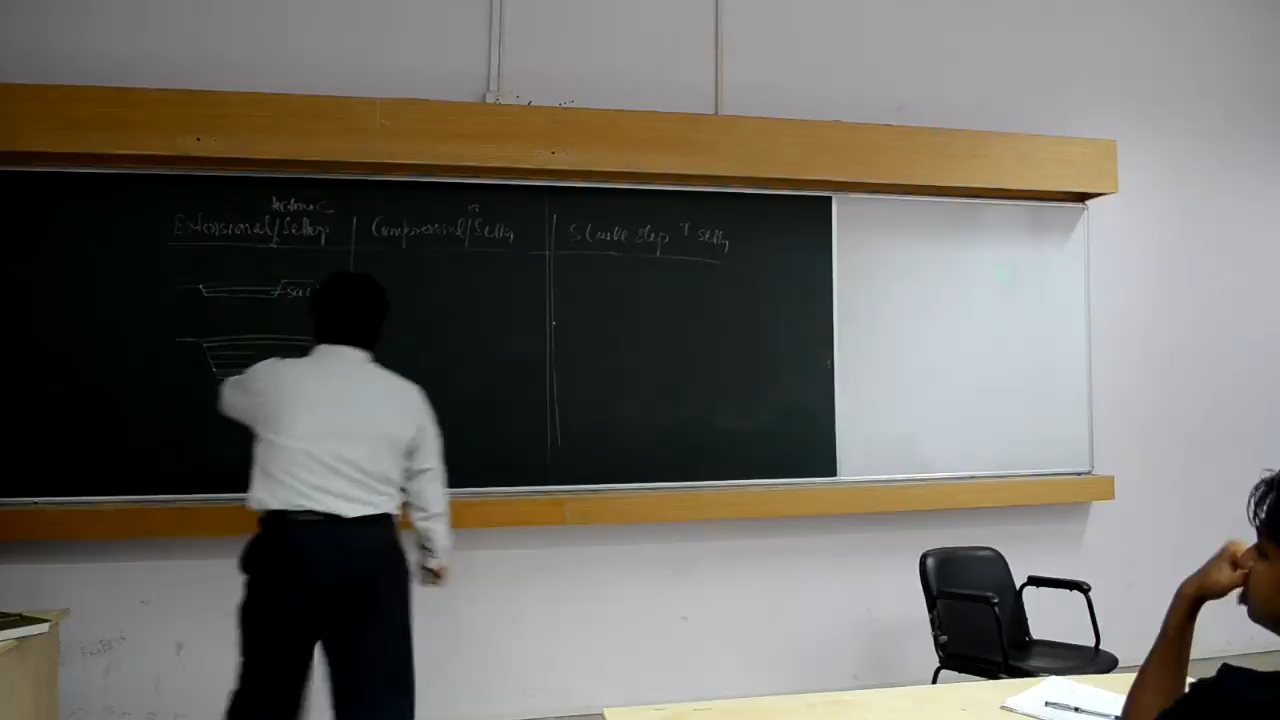 tectonic
Extensional/Setting
Compressional/T Setting
Strike slip T setting